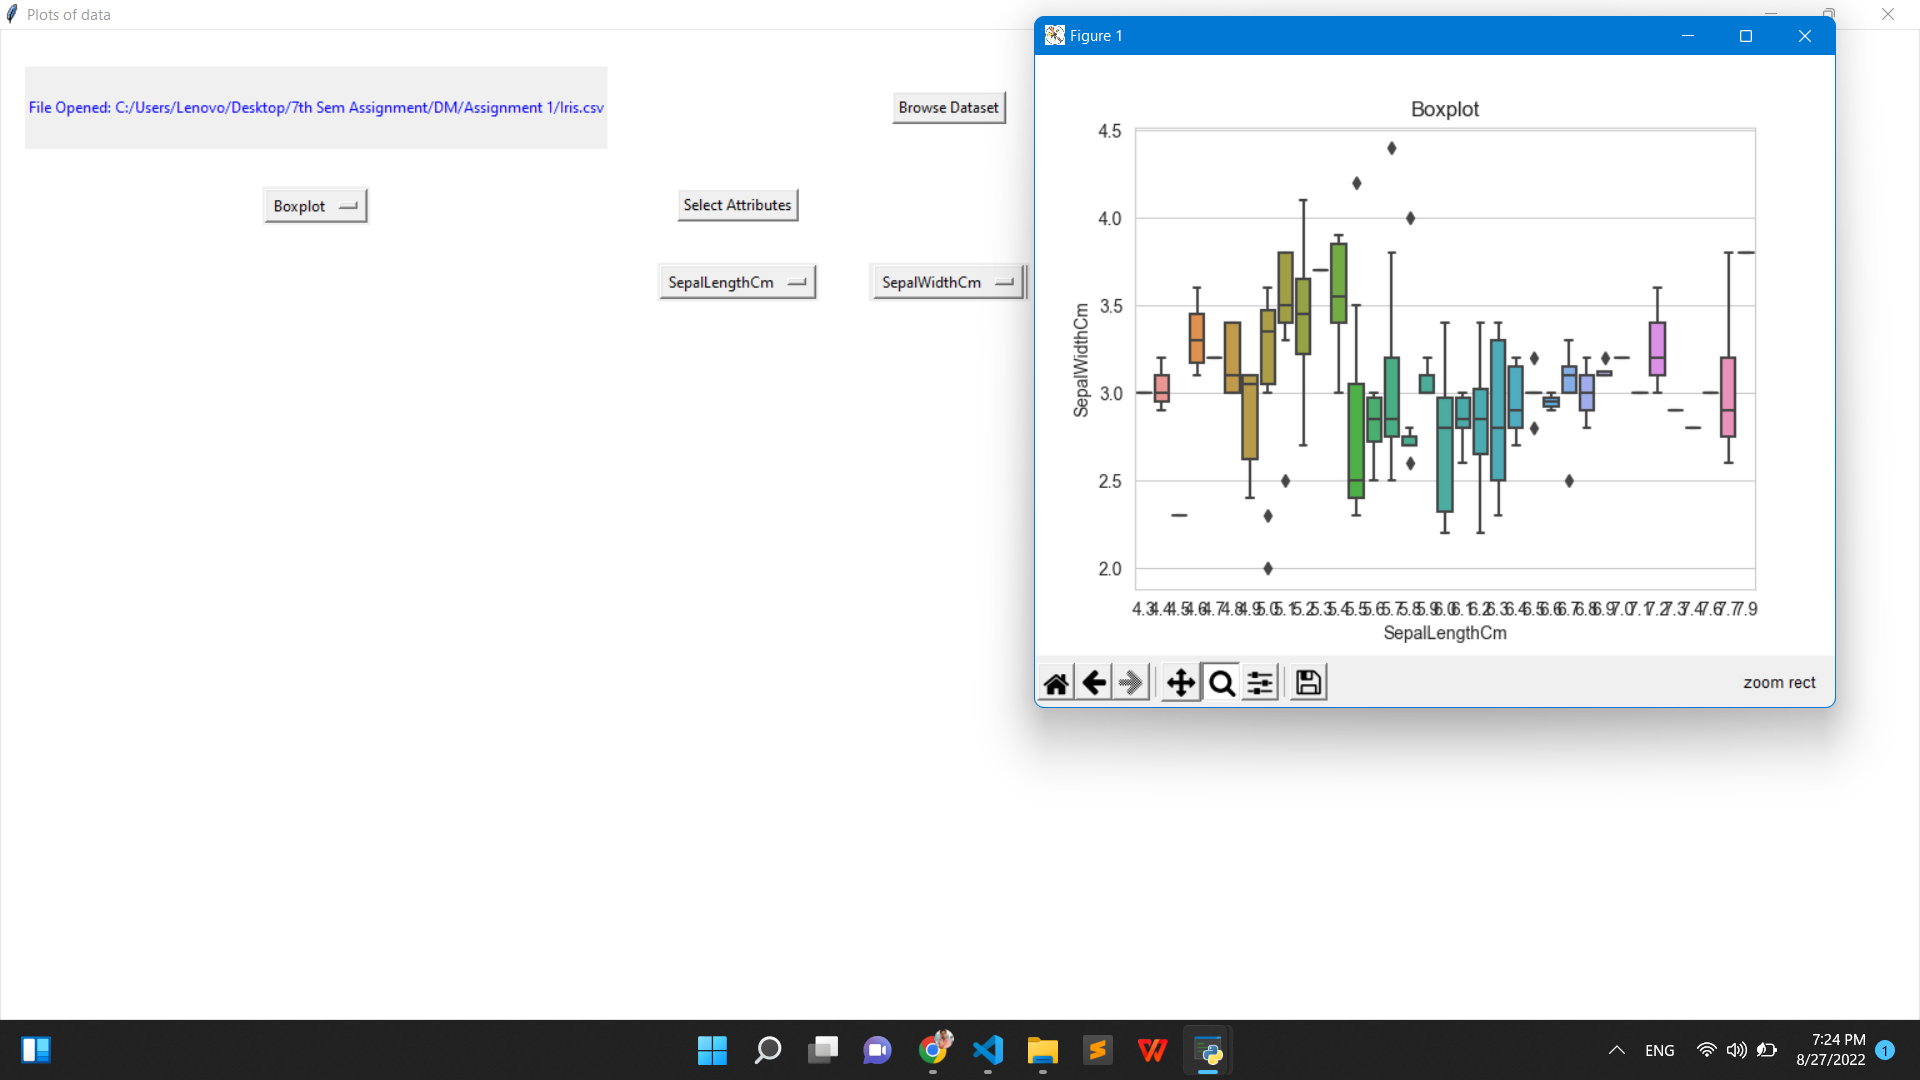 Plots of data
File Opened: C:/Users/Lenovo/Desktop/7th Sem Assignment/DM/Assignment 1/Iris.csv
Browse Dataset
Boxplot
Select Attributes
SepalLengthCm
SepalWidthCm
Figure 1
Boxplot
4.5
4.0
3.5
3.0
2.5
2.0
SepalWidthCm
4.3 4.4 4.5 4.6 4.7 4.8 4.9 5.0 5.1 5.2 5.3 5.4 5.5 5.6 5.7 5.8 5.9 6.0 6.1 6.2 6.3 6.4 6.5 6.6 6.7 6.8 6.9 7.0 7.1 7.2 7.3 7.4 7.6 7.7 7.9
SepalLengthCm
zoom rect
ENG
7:24 PM
8/27/2022
1